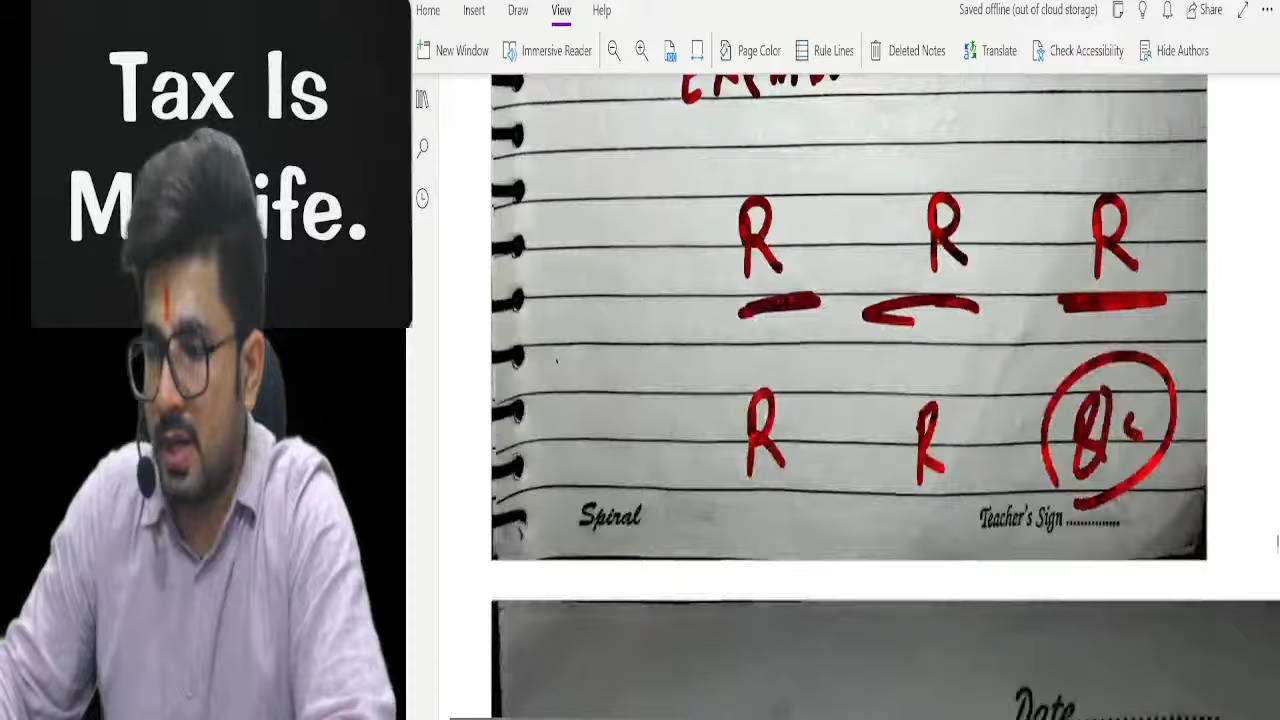 Home Insert Draw View Help Saved offline (out of cloud storage) Share
New Window Immersive Reader Page Color Rule Lines Deleted Notes Translate Check Accessibility Hide Authors
Tax Is
ife.
R R R
R R
Spiral Teacher's Sign ..............
Date